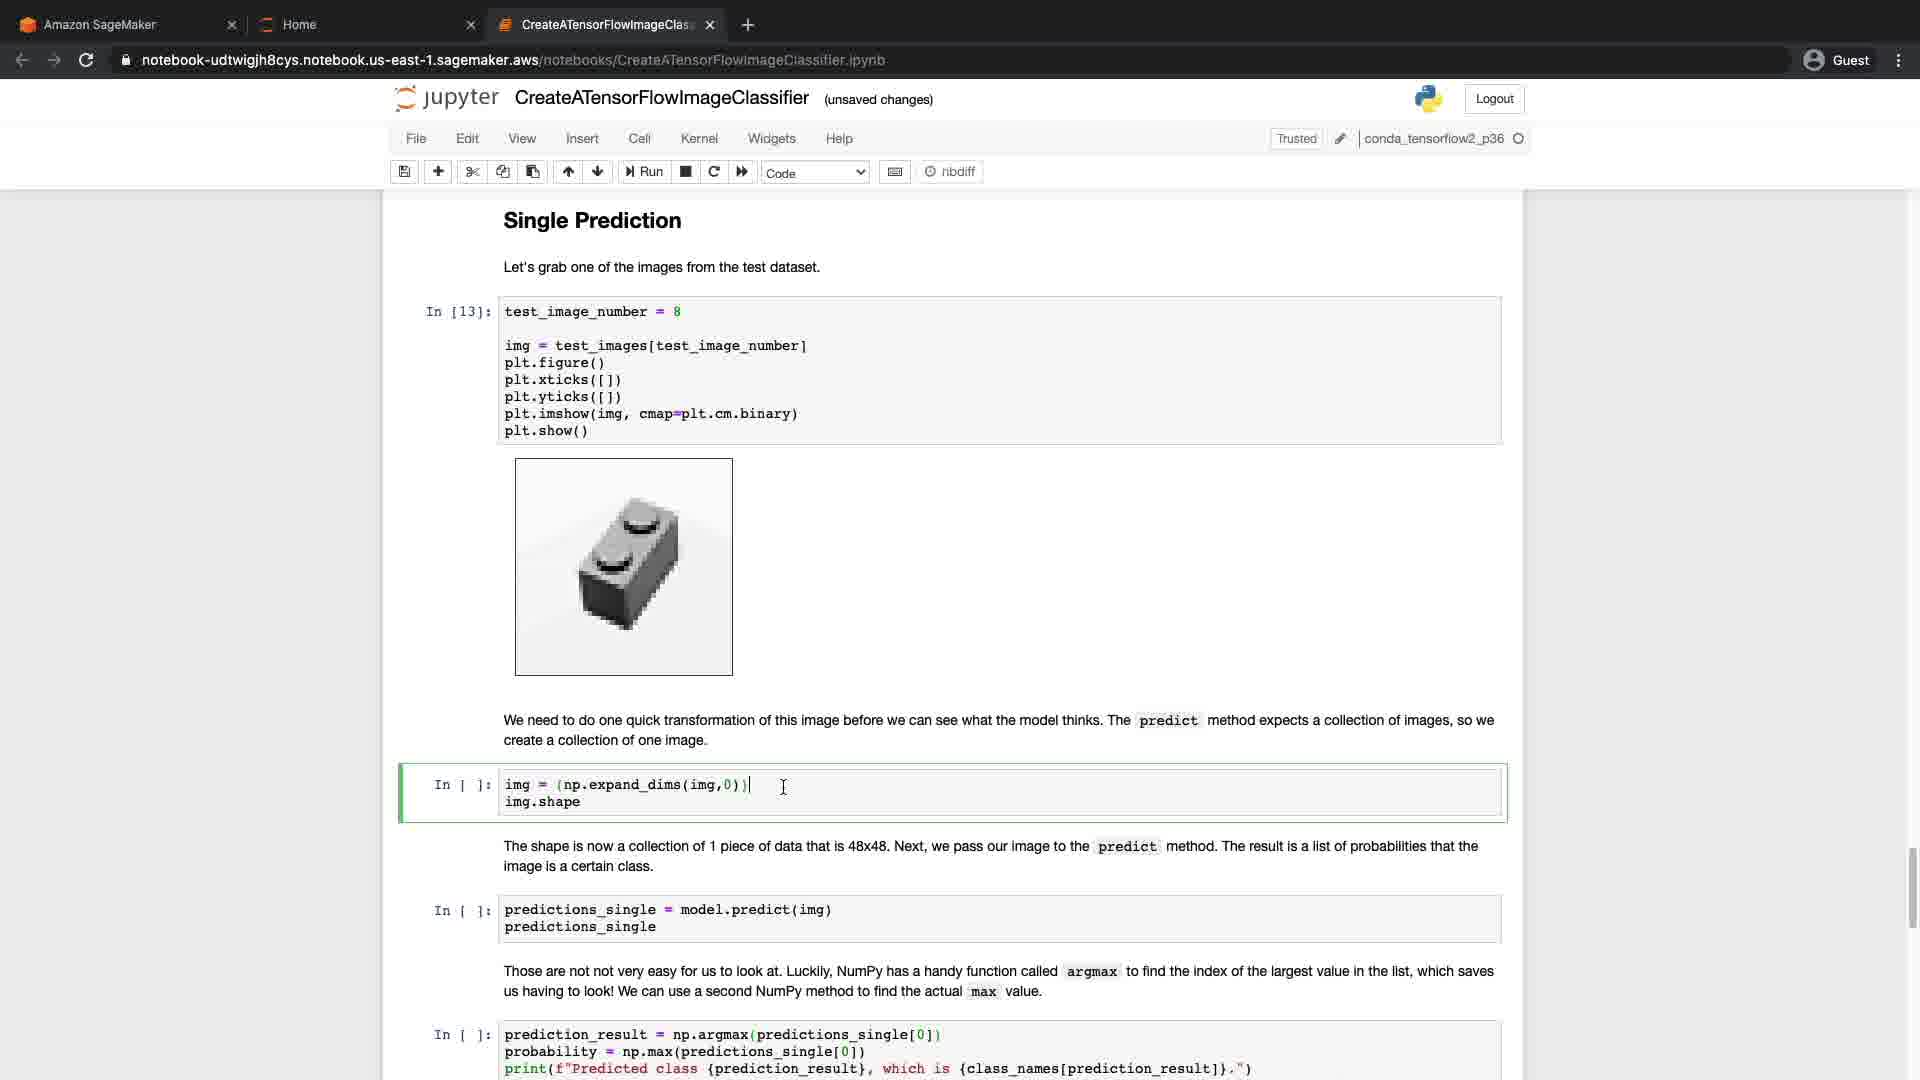 Amazon SageMaker
Home
CreateATensorFlowImageClas
notebook-udtwigjh8cys.notebook.us-east-1.sagemaker.aws/notebooks/CreateATensorFlowImageClassifier.ipynb
Guest
jupyter CreateATensorFlowImageClassifier (unsaved changes)
Logout
File Edit View Insert Cell Kernel Widgets Help
Trusted
conda_tensorflow2_p36
Run
Code
nbdiff
Single Prediction
Let's grab one of the images from the test dataset.
In [13]: test_image_number = 8
img = test_images[test_image_number]
plt.figure()
plt.xticks([])
plt.yticks([])
plt.imshow(img, cmap=plt.cm.binary)
plt.show()
We need to do one quick transformation of this image before we can see what the model thinks. The predict method expects a collection of images, so we
create a collection of one image.
In [ ]: img = (np.expand_dims(img,0))
img.shape
The shape is now a collection of 1 piece of data that is 48x48. Next, we pass our image to the predict method. The result is a list of probabilities that the
image is a certain class.
In [ ]: predictions_single = model.predict(img)
predictions_single
Those are not not very easy for us to look at. Luckily, NumPy has a handy function called argmax to find the index of the largest value in the list, which saves
us having to look! We can use a second NumPy method to find the actual max value.
In [ ]: prediction_result = np.argmax(predictions_single[0])
probability = np.max(predictions_single[0])
print(f"Predicted class {prediction_result}, which is {class_names[prediction_result]}.")